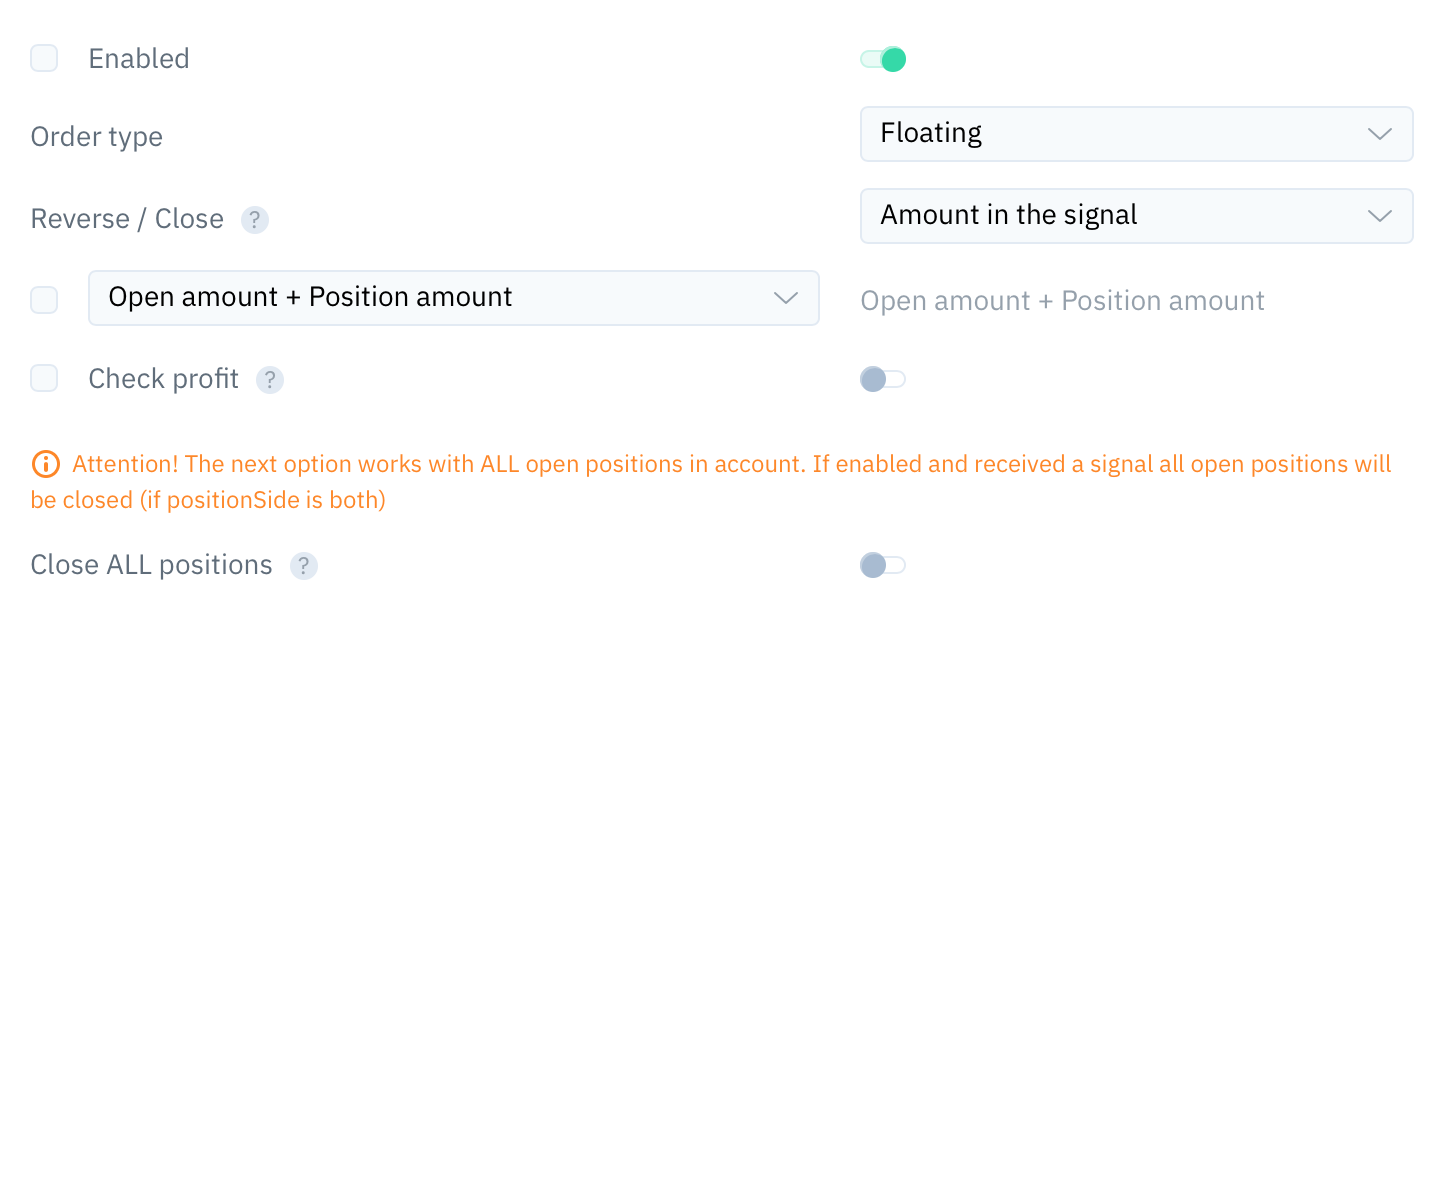 Enabled
Order type
Floating
Reverse / Close ?
Amount in the signal
Open amount + Position amount
Open amount + Position amount
Check profit ?
Attention! The next option works with ALL open positions in account. If enabled and received a signal all open positions will
be closed (if positionSide is both)
Close ALL positions ?